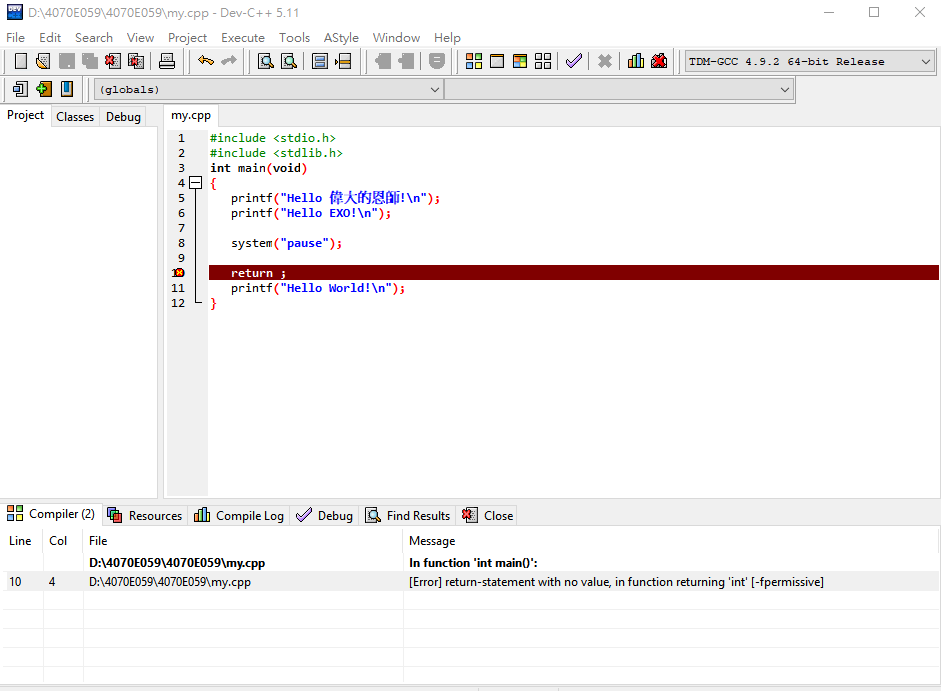 D:\4070E059\4070E059\my.cpp - Dev-C++ 5.11
File Edit Search View Project Execute Tools AStyle Window Help
TDM-GCC 4.9.2 64-bit Release
(globals)
Project Classes Debug my.cpp
1 #include <stdio.h>
2 #include <stdlib.h>
3 int main(void)
4 {
5 printf("Hello 偉大的恩師!\n");
6 printf("Hello EXO!\n");
7
8 system("pause");
9
return ;
11 printf("Hello World!\n");
12 }
Compiler (2) Resources Compile Log Debug Find Results Close
Line Col File Message
D:\4070E059\4070E059\my.cpp In function 'int main()':
10 4 D:\4070E059\4070E059\my.cpp [Error] return-statement with no value, in function returning 'int' [-fpermissive]